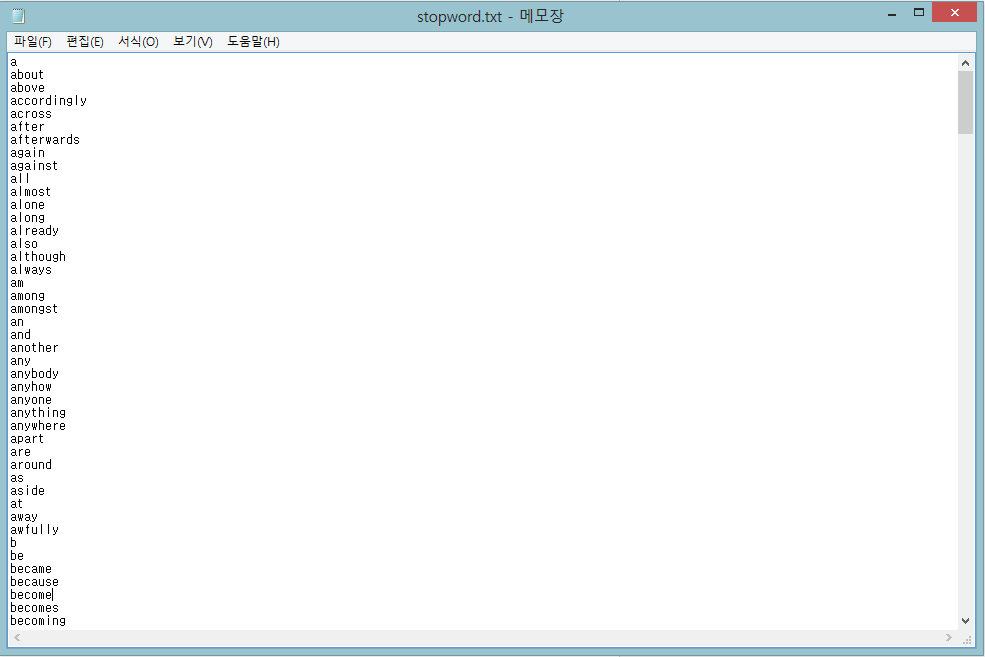 stopword.txt - 메모장
파일(F) 편집(E) 서식(O) 보기(V) 도움말(H)
a
about
above
accordingly
across
after
afterwards
again
against
all
almost
alone
along
already
also
although
always
am
among
amongst
an
and
another
any
anybody
anyhow
anyone
anything
anywhere
apart
are
around
as
aside
at
away
awfully
b
be
became
because
become
becomes
becoming